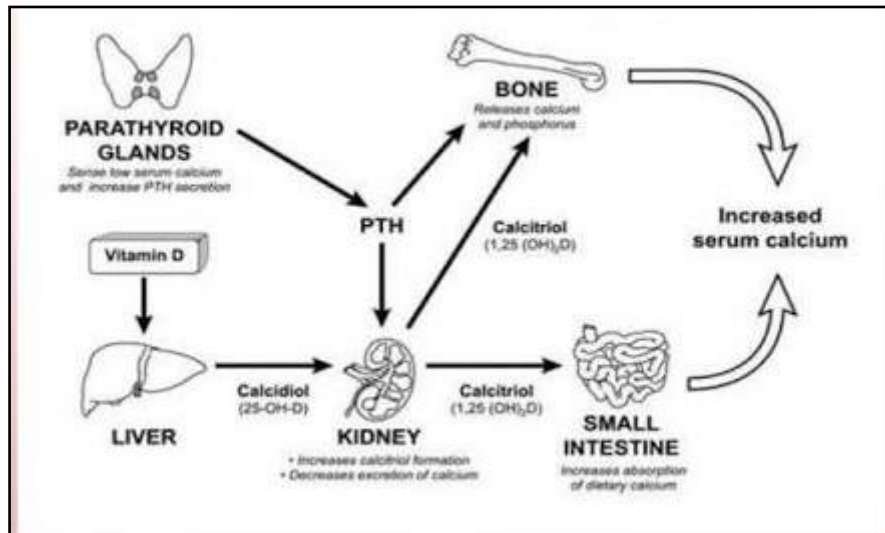 PARATHYROID
GLANDS
Sense low serum calcium
and increase PTH secretion
BONE
Releases calcium
and phosphorus
PTH
Calcitriol
(1,25 (OH)₂D)
Increased
serum calcium
Vitamin D
LIVER
Calcidiol
(25-OH-D)
KIDNEY
• Increases calcitriol formation
• Decreases excretion of calcium
Calcitriol
(1,25 (OH)₂D)
SMALL
INTESTINE
Increases absorption
of dietary calcium